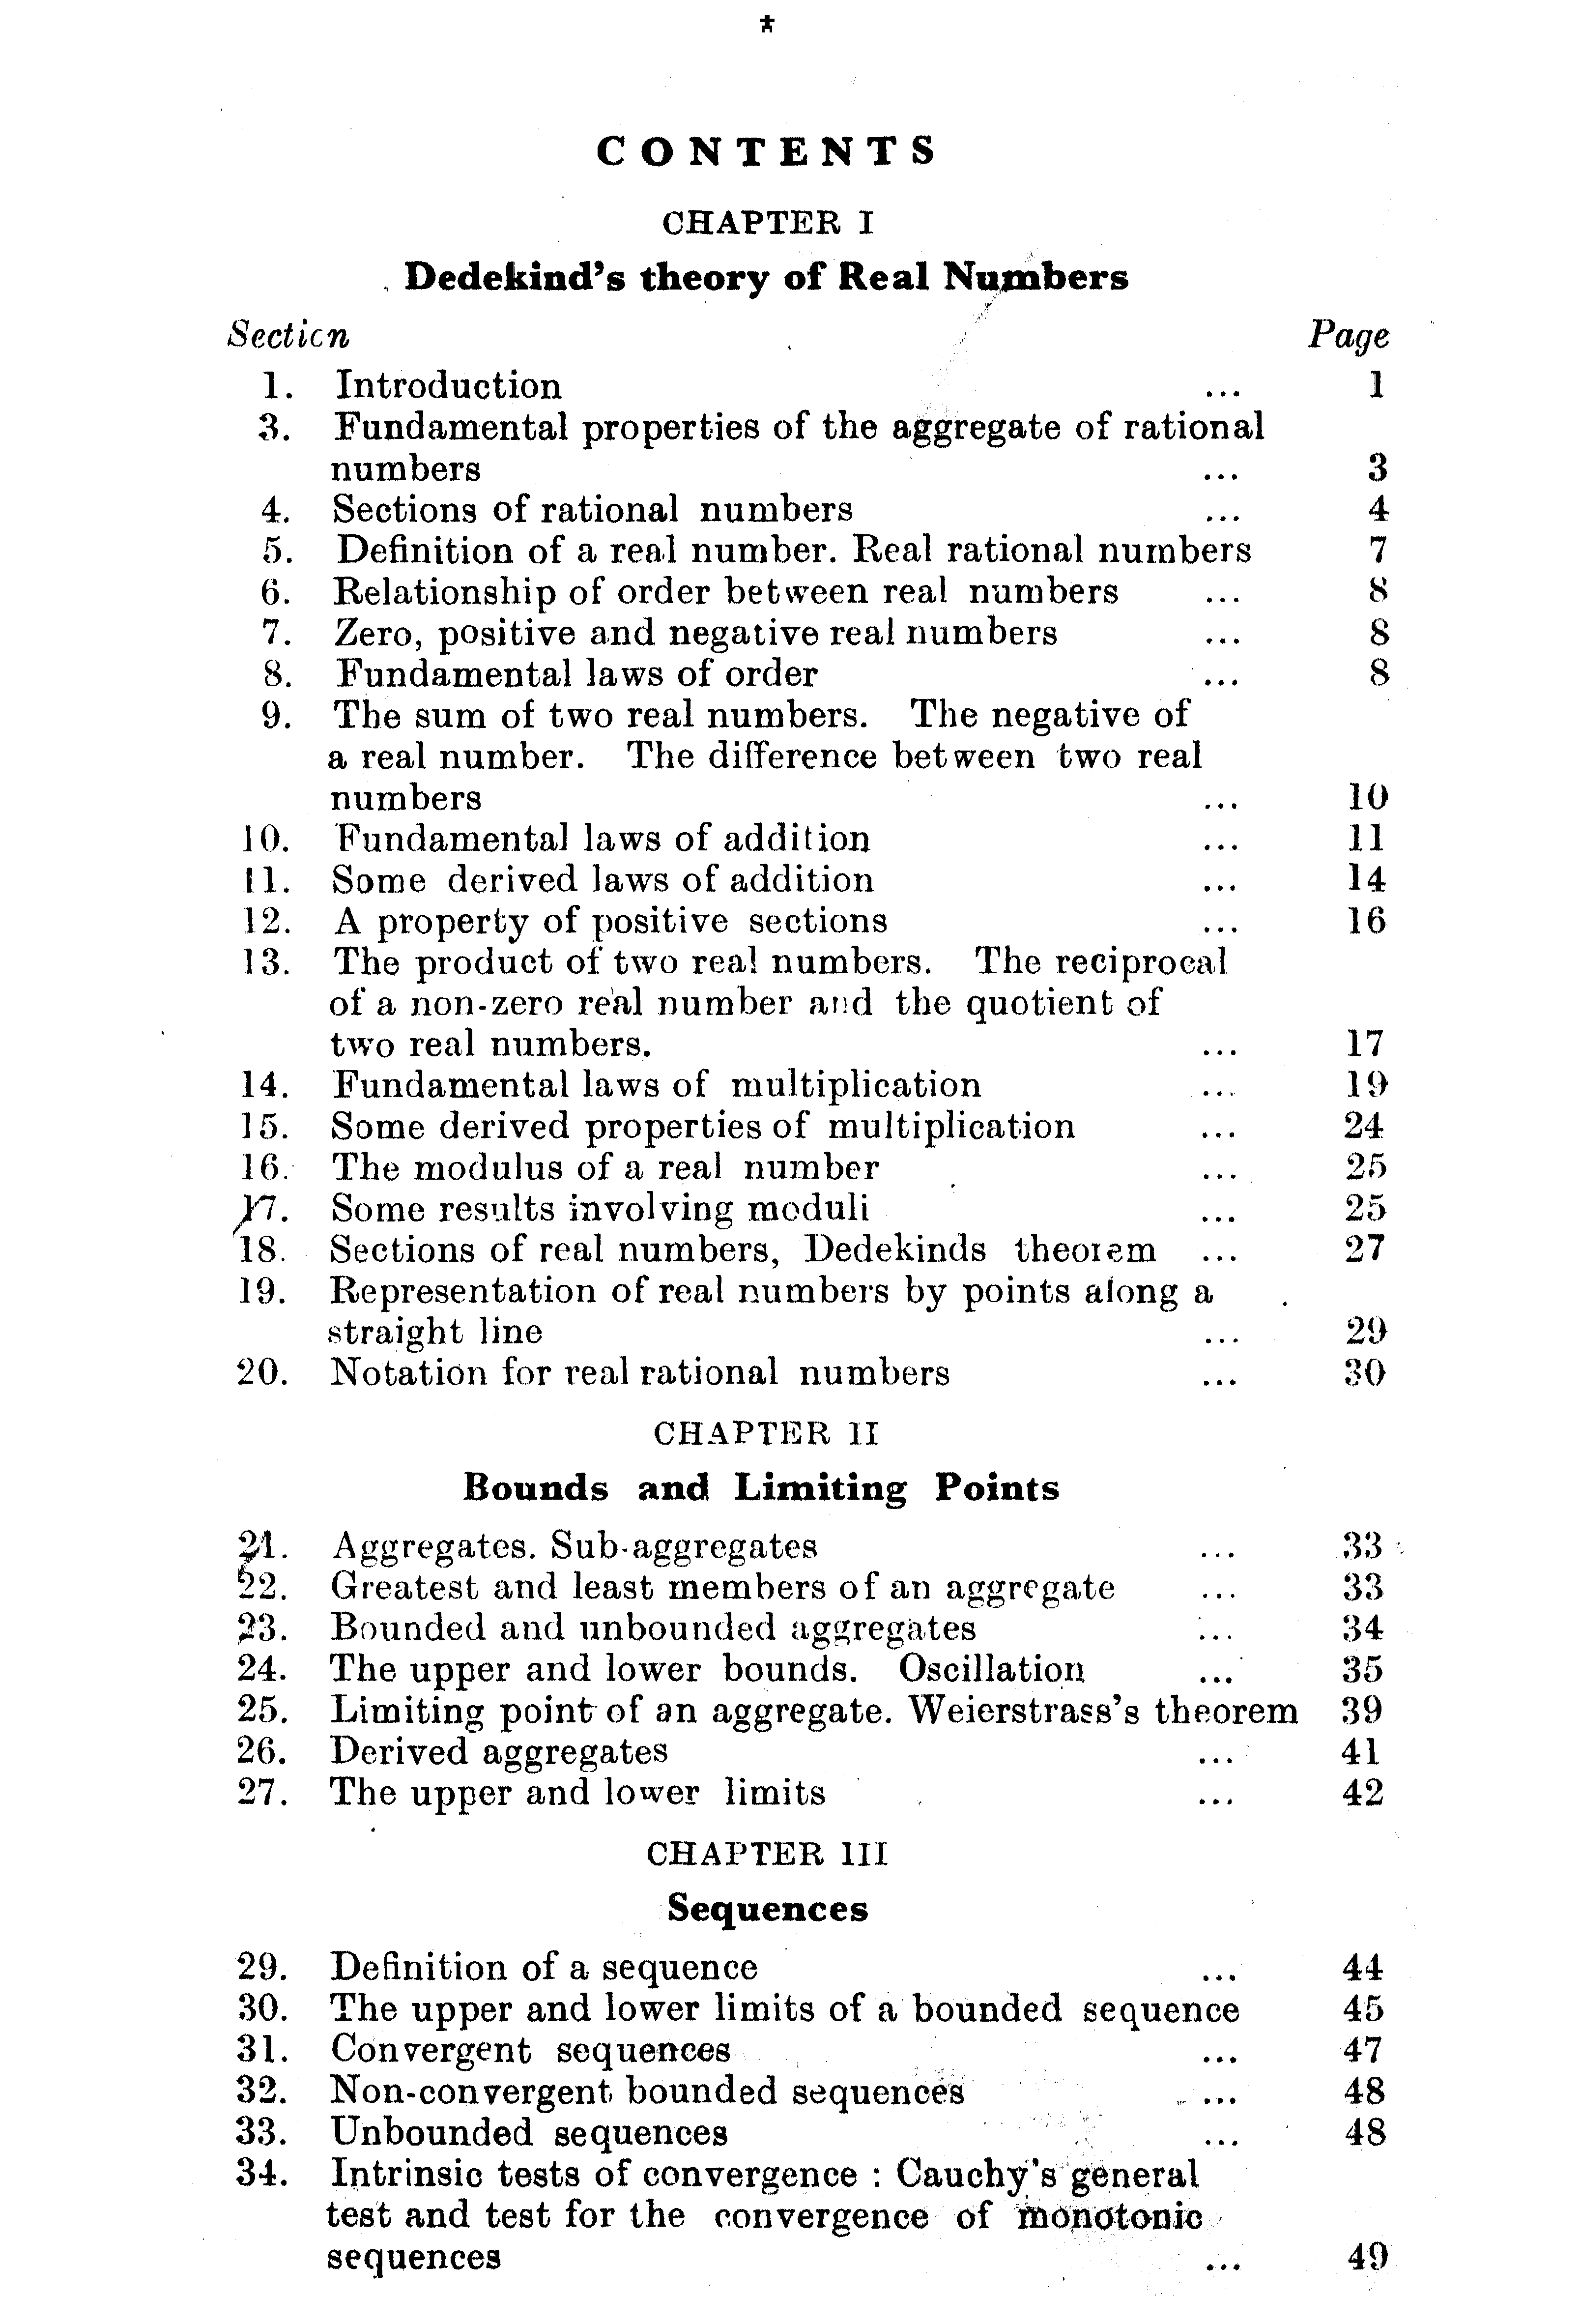 CONTENTS
CHAPTER I
Dedekind's theory of Real Numbers
Section Page
1. Introduction ... 1
3. Fundamental properties of the aggregate of rational
numbers ... 3
4. Sections of rational numbers ... 4
5. Definition of a real number. Real rational numbers 7
6. Relationship of order between real numbers ... 8
7. Zero, positive and negative real numbers ... 8
8. Fundamental laws of order ... 8
9. The sum of two real numbers. The negative of
a real number. The difference between two real
numbers ... 10
10. Fundamental laws of addition ... 11
11. Some derived laws of addition ... 14
12. A property of positive sections ... 16
13. The product of two real numbers. The reciprocal
of a non-zero real number and the quotient of
two real numbers. ... 17
14. Fundamental laws of multiplication ... 19
15. Some derived properties of multiplication ... 24
16. The modulus of a real number ... 25
17. Some results involving moduli ... 25
18. Sections of real numbers, Dedekinds theorem ... 27
19. Representation of real numbers by points along a
straight line ... 29
20. Notation for real rational numbers ... 30
CHAPTER II
Bounds and Limiting Points
21. Aggregates. Sub-aggregates ... 33
22. Greatest and least members of an aggregate ... 33
23. Bounded and unbounded aggregates ... 34
24. The upper and lower bounds. Oscillation ... 35
25. Limiting point of an aggregate. Weierstrass's theorem 39
26. Derived aggregates ... 41
27. The upper and lower limits ... 42
CHAPTER III
Sequences
29. Definition of a sequence ... 44
30. The upper and lower limits of a bounded sequence 45
31. Convergent sequences ... 47
32. Non-convergent bounded sequences ... 48
33. Unbounded sequences ... 48
34. Intrinsic tests of convergence : Cauchy's general
test and test for the convergence of monotonic
sequences ... 49